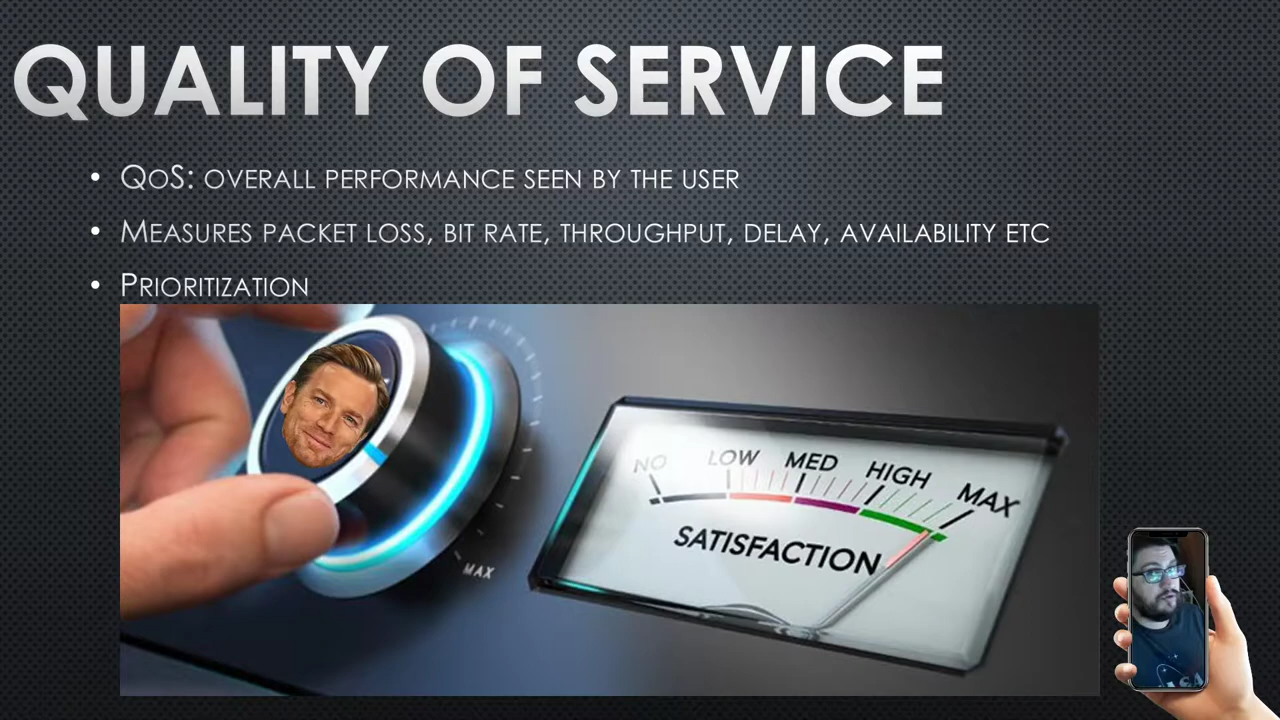 QUALITY OF SERVICE
• QoS: OVERALL PERFORMANCE SEEN BY THE USER
• MEASURES PACKET LOSS, BIT RATE, THROUGHPUT, DELAY, AVAILABILITY ETC
• PRIORITIZATION
NO LOW MED HIGH MAX
SATISFACTION
MAX